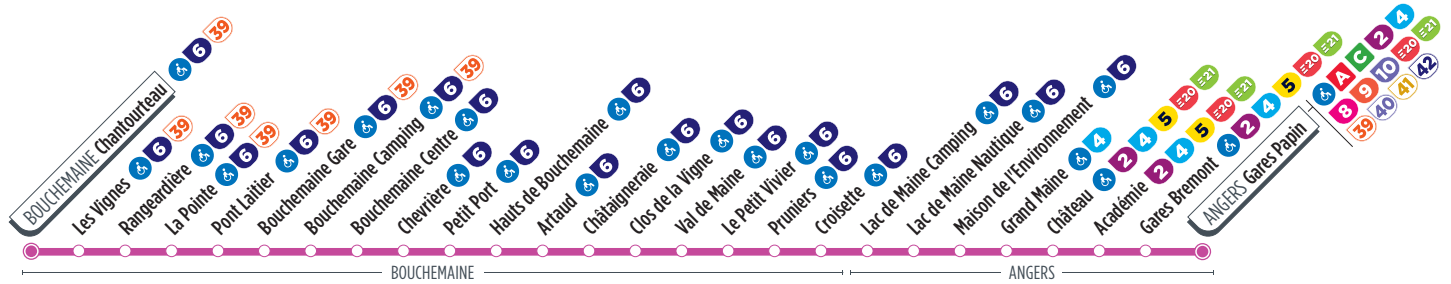 BOUCHEMAINE Chantourteau 6 39
Les Vignes 6 39
Rangeardière 6 39
La Pointe 6 39
Pont Laitier 6 39
Bouchemaine Gare 6 39
Bouchemaine Camping 6 39
Bouchemaine Centre 6
Chevrière 6
Petit Port 6
Hauts de Bouchemaine 6
Artaud 6
Châtaigneraie 6
Clos de la Vigne 6
Val de Maine 6
Le Petit Vivier 6
Pruniers 6
Croisette 6
Lac de Maine Camping 6
Lac de Maine Nautique 6
Maison de l'Environnement 6
Grand Maine 4
Château 2 4 5 20 21
Académie 2 4 5 20 21
Gares Bremont 2 4 5 20 21
ANGERS Gares Papin
A C 2 4
8 9 10 20 21
39 40 41 42
BOUCHEMAINE
ANGERS